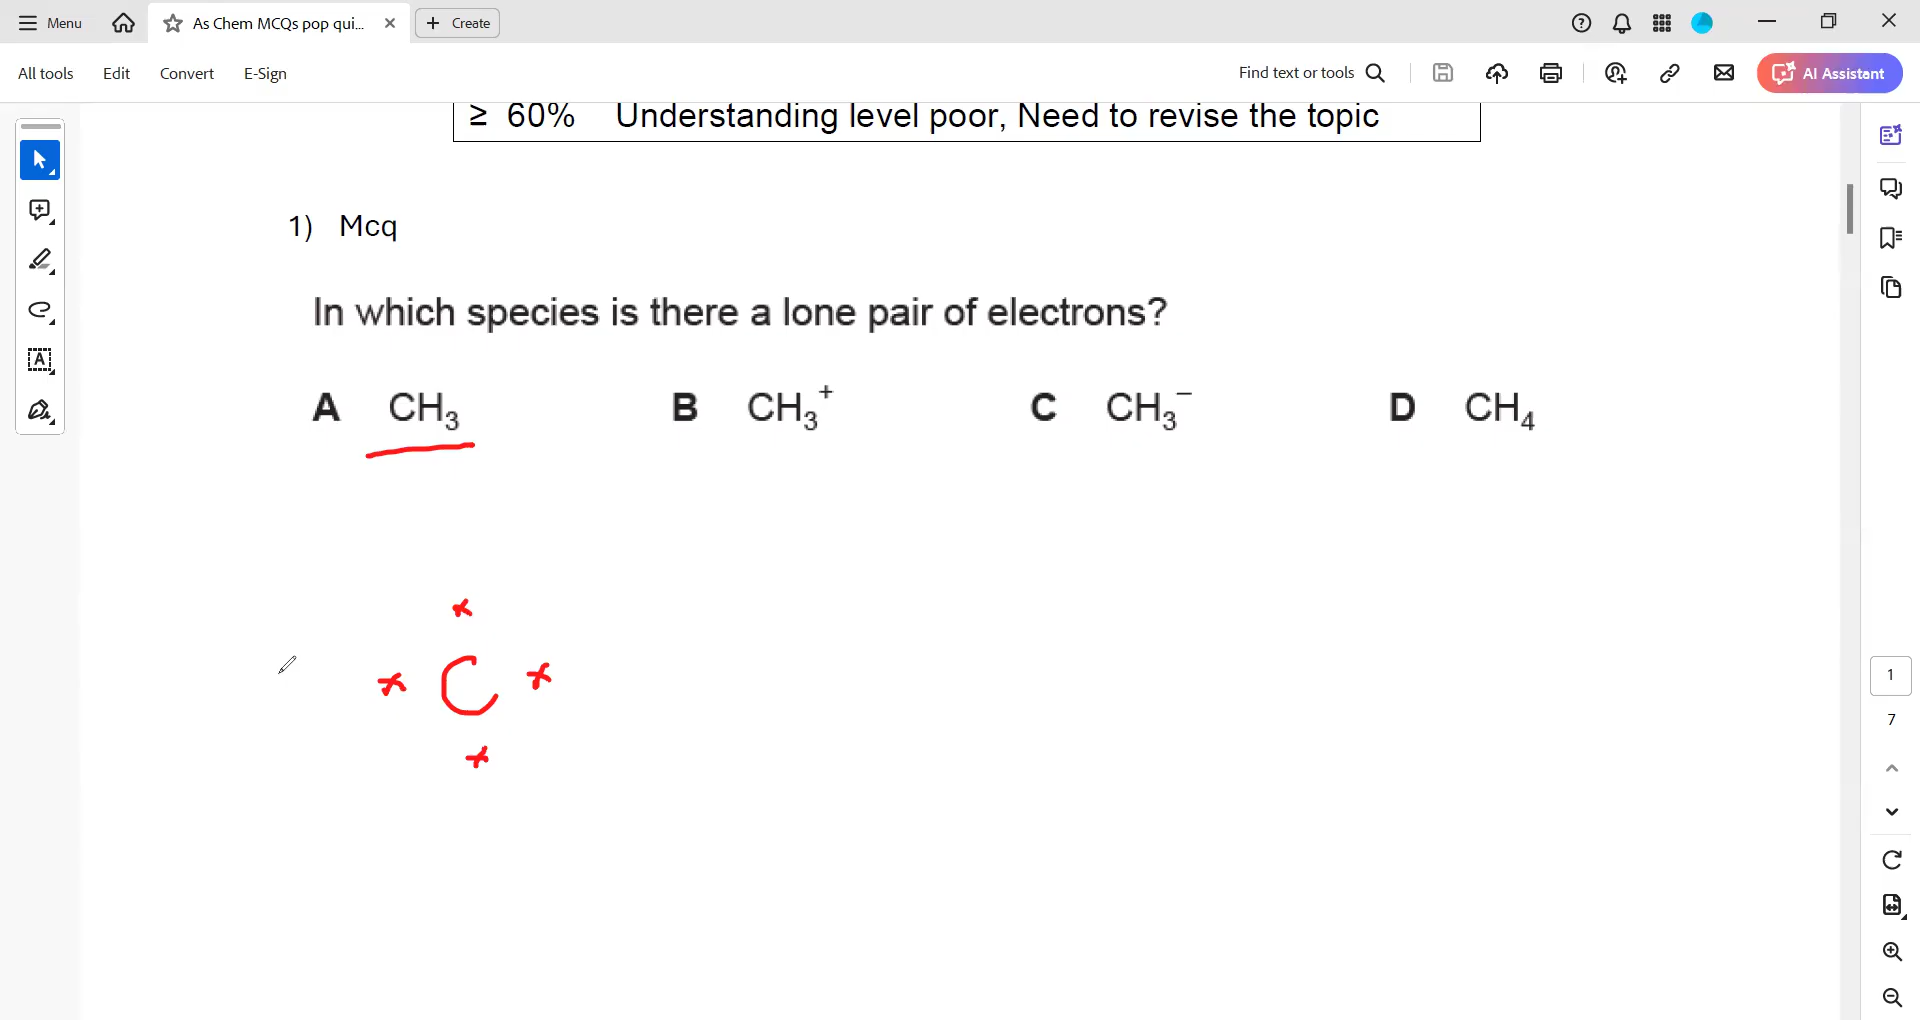 Menu
As Chem MCQs pop qui...
Create
All tools
Edit
Convert
E-Sign
Find text or tools
AI Assistant
≥ 60% Understanding level poor, Need to revise the topic
1) Mcq
In which species is there a lone pair of electrons?
A CH₃ B CH₃⁺ C CH₃⁻ D CH₄
x
x C x
x
1
7